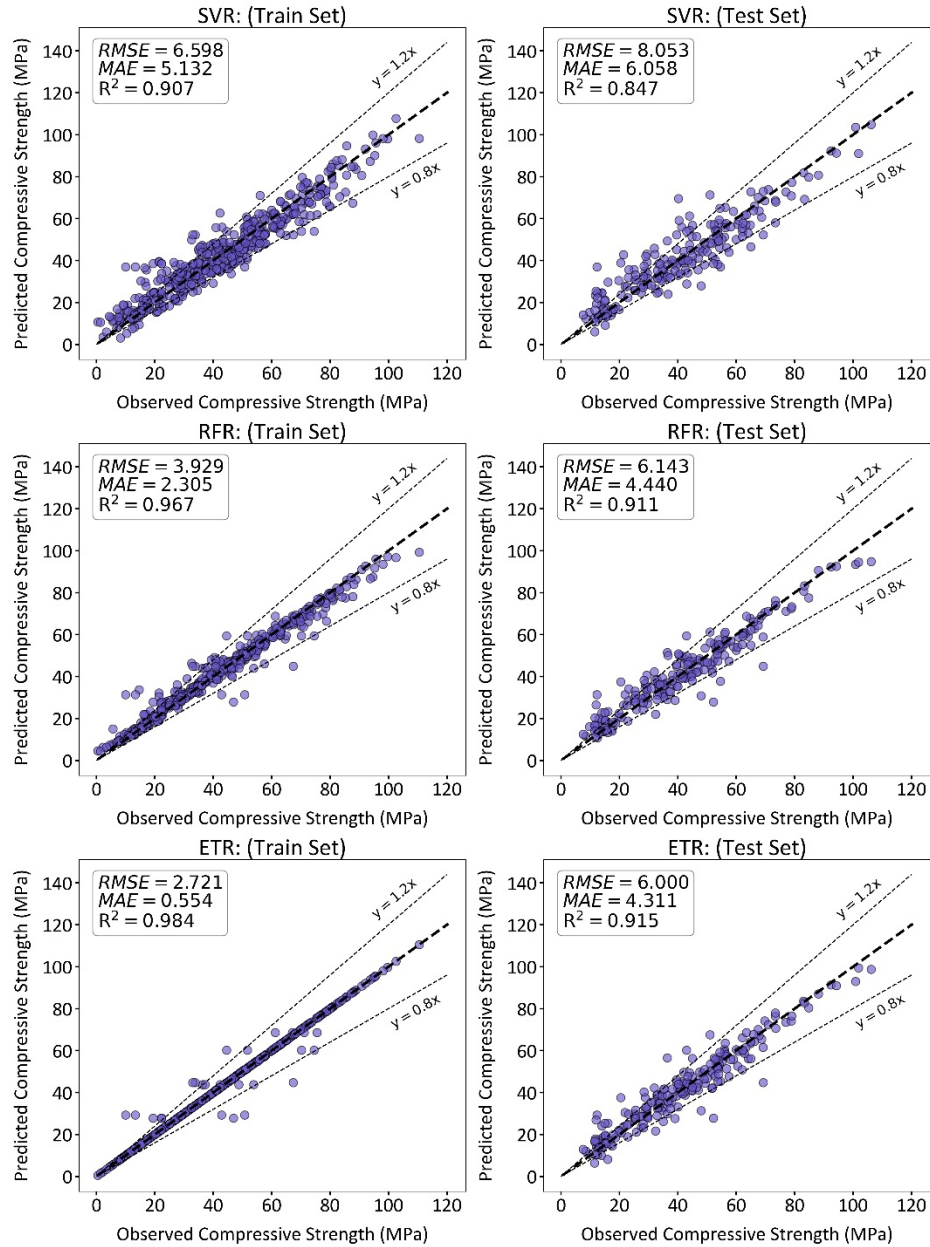 SVR: (Train Set)
RMSE = 6.598
MAE = 5.132
R² = 0.907
y = 1.2x
y = 0.8x
Predicted Compressive Strength (MPa)
140
120
100
80
60
40
20
0
0 20 40 60 80 100 120
Observed Compressive Strength (MPa)
SVR: (Test Set)
RMSE = 8.053
MAE = 6.058
R² = 0.847
y = 1.2x
y = 0.8x
Predicted Compressive Strength (MPa)
140
120
100
80
60
40
20
0
0 20 40 60 80 100 120
Observed Compressive Strength (MPa)
RFR: (Train Set)
RMSE = 3.929
MAE = 2.305
R² = 0.967
y = 1.2x
y = 0.8x
Predicted Compressive Strength (MPa)
140
120
100
80
60
40
20
0
0 20 40 60 80 100 120
Observed Compressive Strength (MPa)
RFR: (Test Set)
RMSE = 6.143
MAE = 4.440
R² = 0.911
y = 1.2x
y = 0.8x
Predicted Compressive Strength (MPa)
140
120
100
80
60
40
20
0
0 20 40 60 80 100 120
Observed Compressive Strength (MPa)
ETR: (Train Set)
RMSE = 2.721
MAE = 0.554
R² = 0.984
y = 1.2x
y = 0.8x
Predicted Compressive Strength (MPa)
140
120
100
80
60
40
20
0
0 20 40 60 80 100 120
Observed Compressive Strength (MPa)
ETR: (Test Set)
RMSE = 6.000
MAE = 4.311
R² = 0.915
y = 1.2x
y = 0.8x
Predicted Compressive Strength (MPa)
140
120
100
80
60
40
20
0
0 20 40 60 80 100 120
Observed Compressive Strength (MPa)